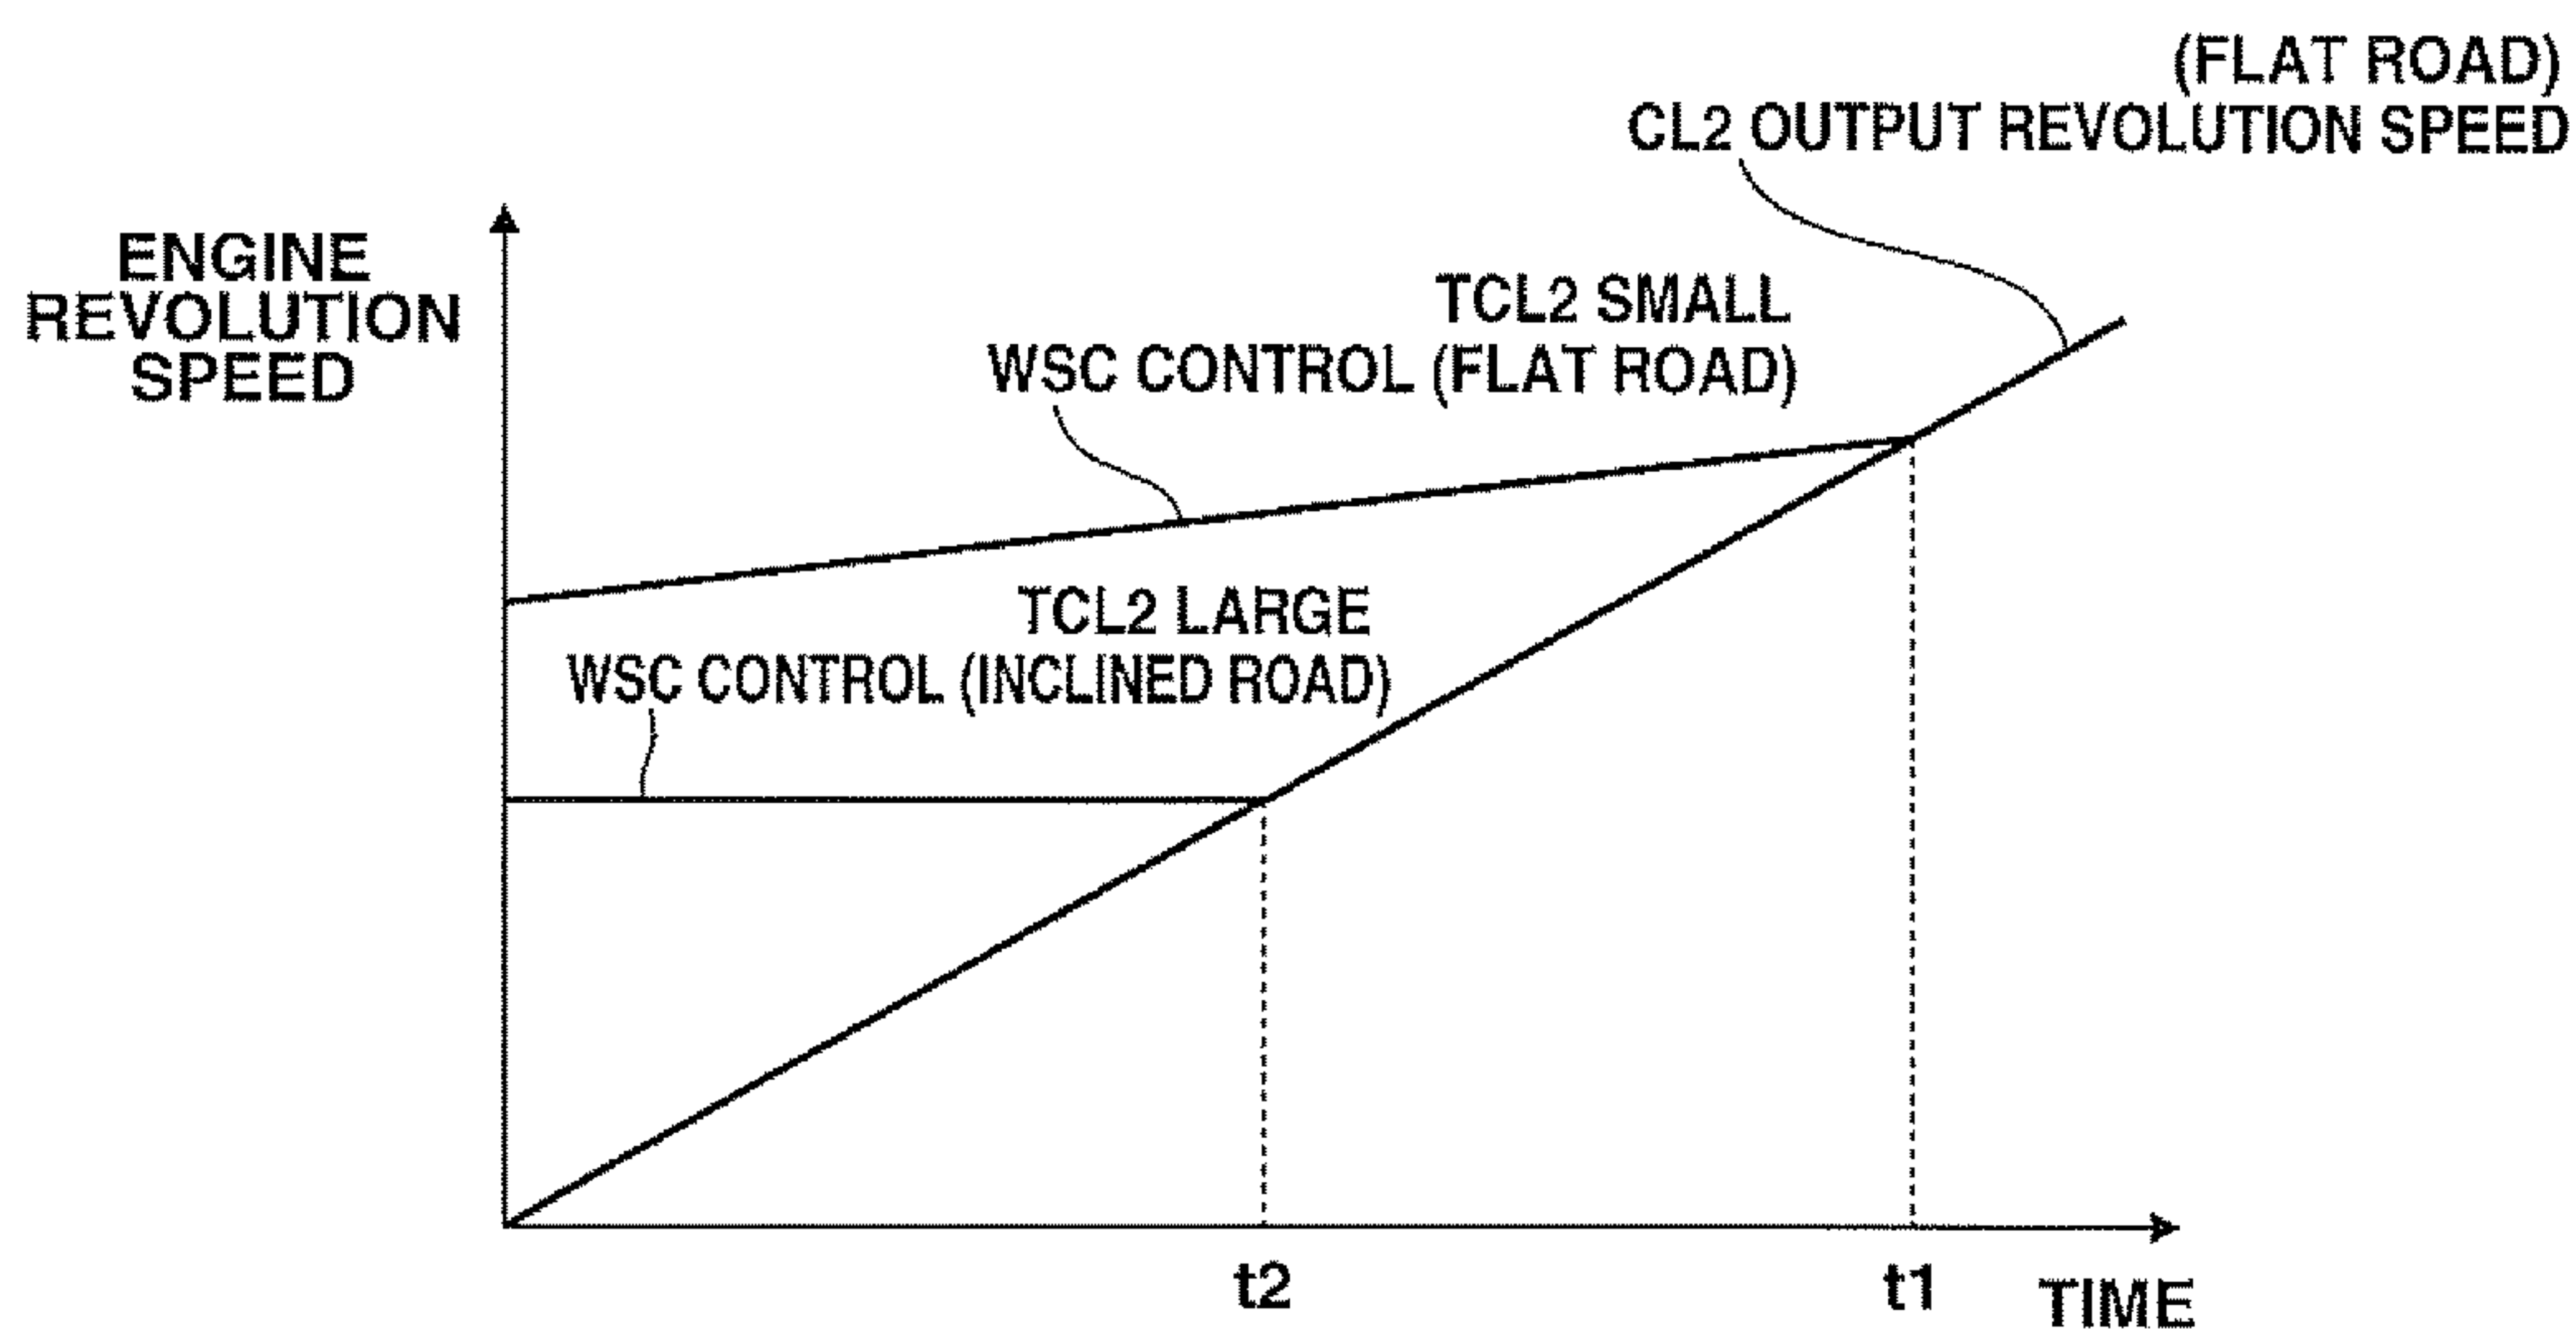 (FLAT ROAD)
CL2 OUTPUT REVOLUTION SPEED
ENGINE
REVOLUTION
SPEED
TCL2 SMALL
WSC CONTROL (FLAT ROAD)
TCL2 LARGE
WSC CONTROL (INCLINED ROAD)
t2
t1
TIME